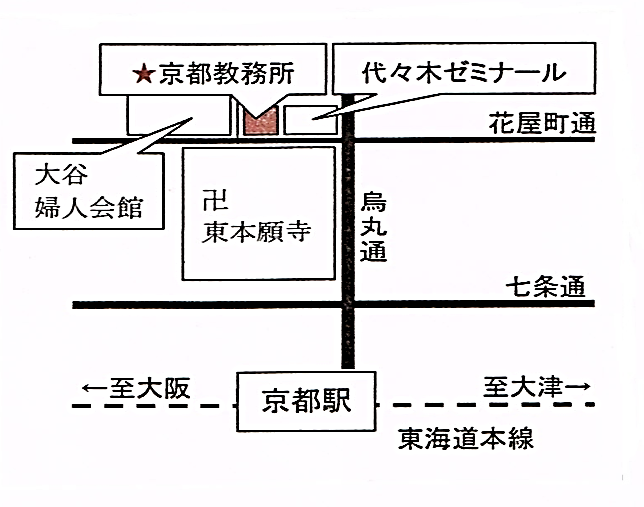 ★京都教務所
代々木ゼミナール
花屋町通
大谷
婦人会館
卍
東本願寺
烏丸通
七条通
←至大阪
京都駅
至大津→
東海道本線